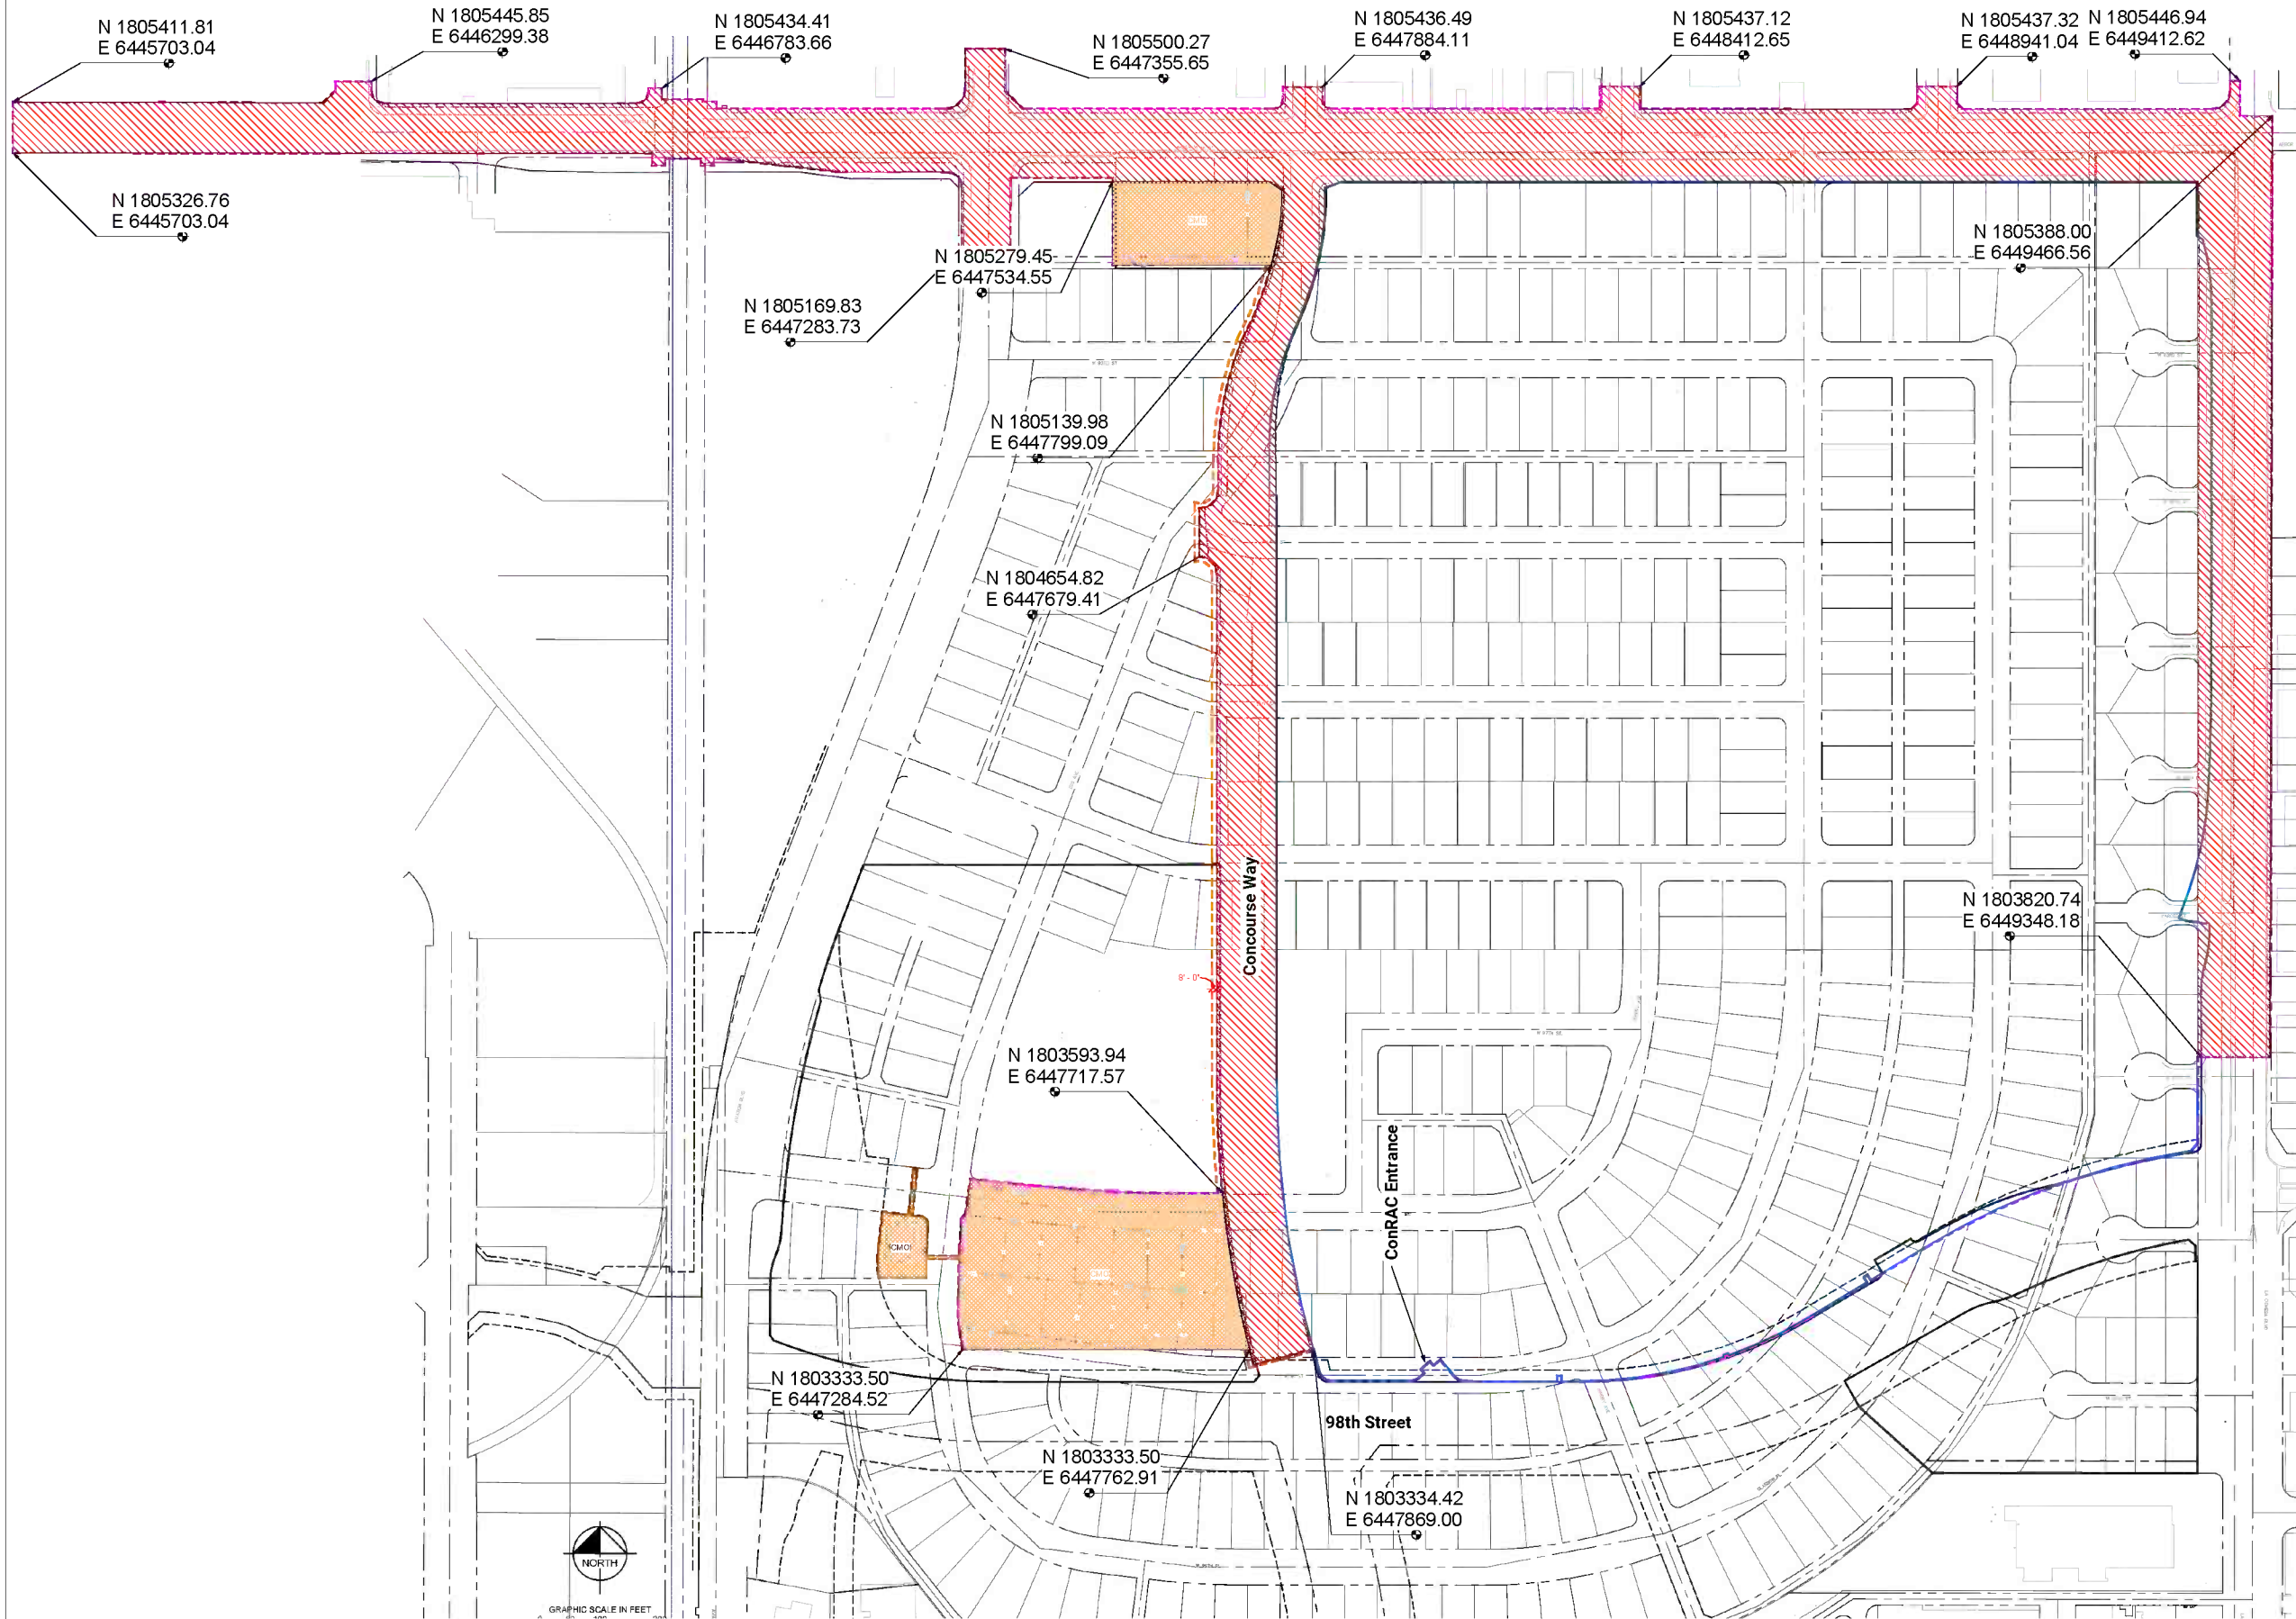 N 1805411.81
E 6445703.04
N 1805445.85
E 6446299.38
N 1805434.41
E 6446783.66
N 1805500.27
E 6447355.65
N 1805436.49
E 6447884.11
N 1805437.12
E 6448412.65
N 1805437.32
E 6448941.04
N 1805446.94
E 6449412.62
N 1805326.76
E 6445703.04
N 1805388.00
E 6449466.56
N 1805279.45
E 6447534.55
N 1805169.83
E 6447283.73
N 1805139.98
E 6447799.09
N 1804654.82
E 6447679.41
Concourse Way
N 1803820.74
E 6449348.18
8' - 0"
N 1803593.94
E 6447717.57
ConRAC Entrance
N 1803333.50
E 6447284.52
98th Street
N 1803333.50
E 6447762.91
N 1803334.42
E 6447869.00
NORTH
GRAPHIC SCALE IN FEET